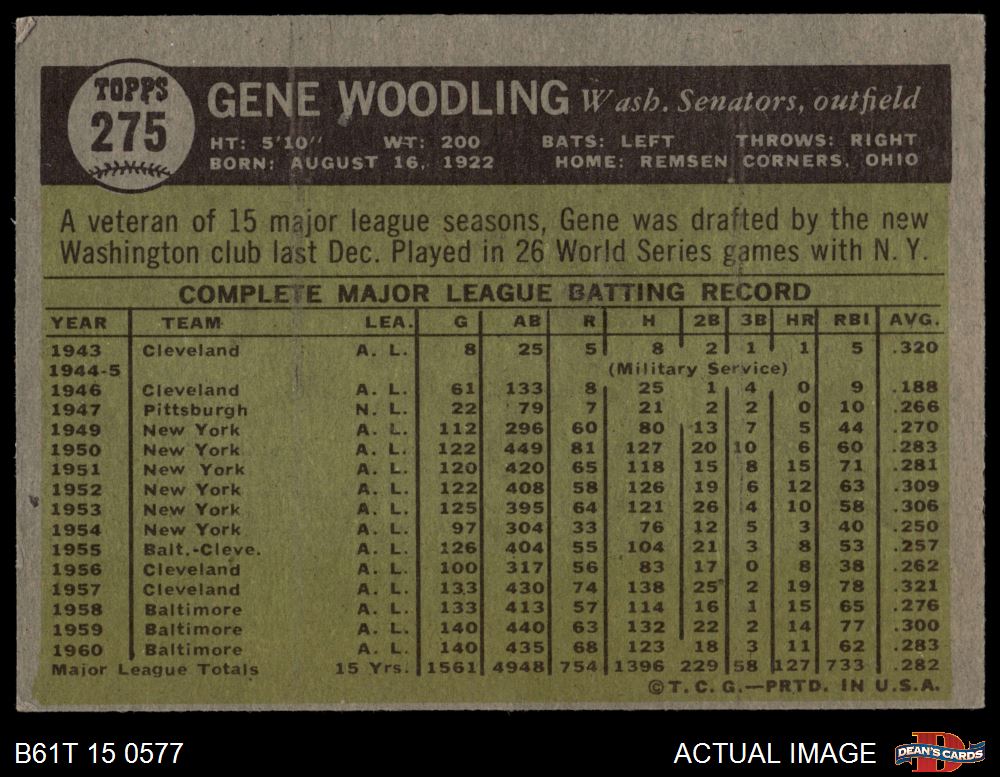 TOPPS
275
GENE WOODLING Wash. Senators, outfield
HT: 5'10" WT: 200 BATS: LEFT THROWS: RIGHT
BORN: AUGUST 16, 1922 HOME: REMSEN CORNERS, OHIO
A veteran of 15 major league seasons, Gene was drafted by the new
Washington club last Dec. Played in 26 World Series games with N. Y.
COMPLETE MAJOR LEAGUE BATTING RECORD
YEAR TEAM LEA. G AB R H 2B 3B HR RBI AVG.
1943 Cleveland A. L. 8 25 5 8 2 1 1 5 .320
1944-5 (Military Service)
1946 Cleveland A. L. 61 133 8 25 1 4 0 9 .188
1947 Pittsburgh N. L. 22 79 7 21 2 2 0 10 .266
1949 New York A. L. 112 296 60 80 13 7 5 44 .270
1950 New York A. L. 122 449 81 127 20 10 6 60 .283
1951 New York A. L. 120 420 65 118 15 8 15 71 .281
1952 New York A. L. 122 408 58 126 19 6 12 63 .309
1953 New York A. L. 125 395 64 121 26 4 10 58 .306
1954 New York A. L. 97 304 33 76 12 5 3 40 .250
1955 Balt.-Cleve. A. L. 126 404 55 104 21 3 8 53 .257
1956 Cleveland A. L. 100 317 56 83 17 0 8 38 .262
1957 Cleveland A. L. 133 430 74 138 25 2 19 78 .321
1958 Baltimore A. L. 133 413 57 114 16 1 15 65 .276
1959 Baltimore A. L. 140 440 63 132 22 2 14 77 .300
1960 Baltimore A. L. 140 435 68 123 18 3 11 62 .283
Major League Totals 15 Yrs. 1561 4948 754 1396 229 58 127 733 .282
©T. C. G.—PRTD. IN U.S.A.
B61T 15 0577 ACTUAL IMAGE DEAN'S CARDS